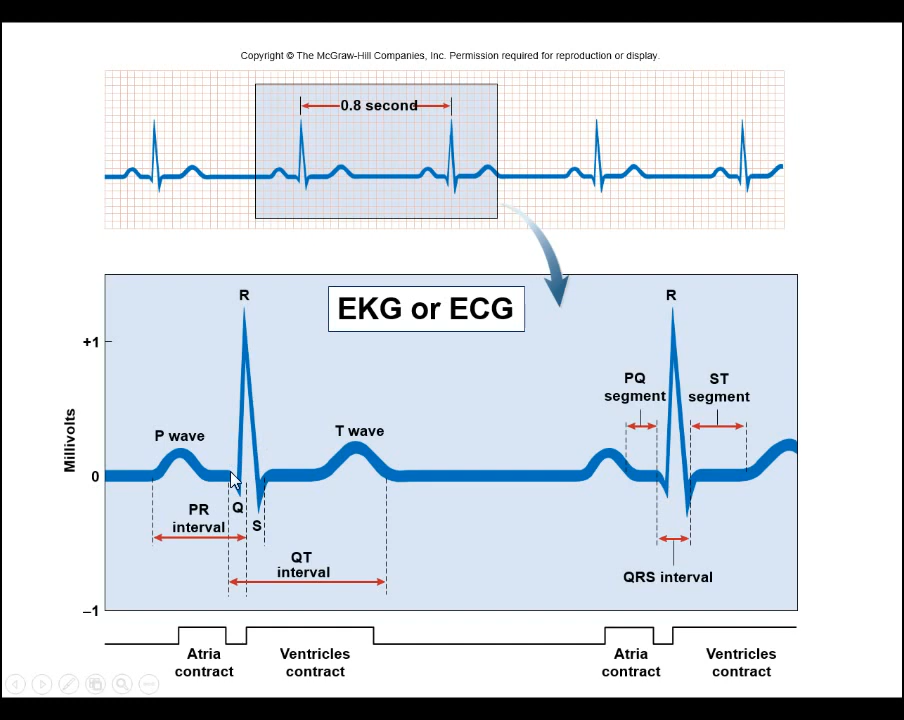 Copyright © The McGraw-Hill Companies, Inc. Permission required for reproduction or display.
0.8 second
EKG or ECG
R
R
+1
PQ
segment
ST
segment
P wave
T wave
Millivolts
0
Q
S
PR
interval
QT
interval
QRS interval
–1
Atria
contract
Ventricles
contract
Atria
contract
Ventricles
contract